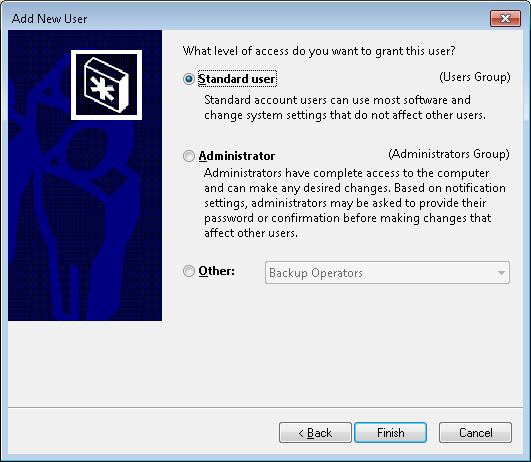 Add New User
What level of access do you want to grant this user?
Standard user (Users Group)
Standard account users can use most software and
change system settings that do not affect other users.
Administrator (Administrators Group)
Administrators have complete access to the computer
and can make any desired changes. Based on notification
settings, administrators may be asked to provide their
password or confirmation before making changes that
affect other users.
Other: Backup Operators
< Back Finish Cancel